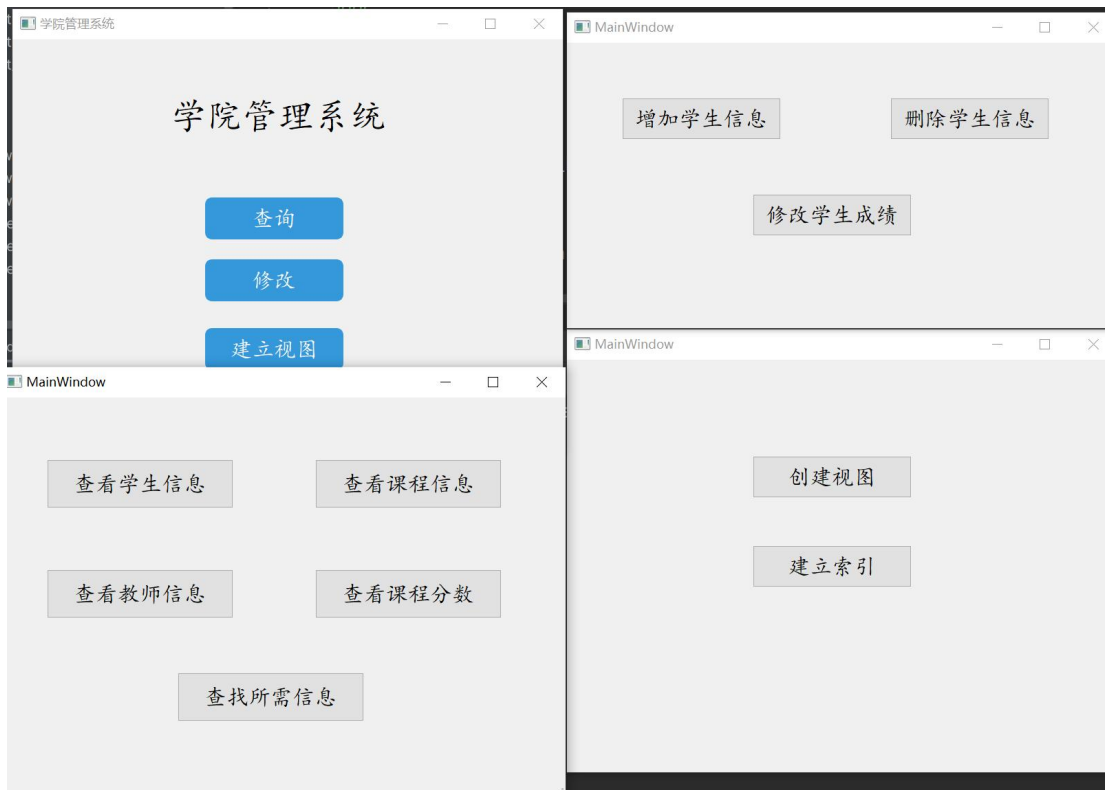 学院管理系统
学院管理系统
查询
修改
建立视图
MainWindow
增加学生信息
删除学生信息
修改学生成绩
MainWindow
查看学生信息
查看课程信息
查看教师信息
查看课程分数
查找所需信息
MainWindow
创建视图
建立索引